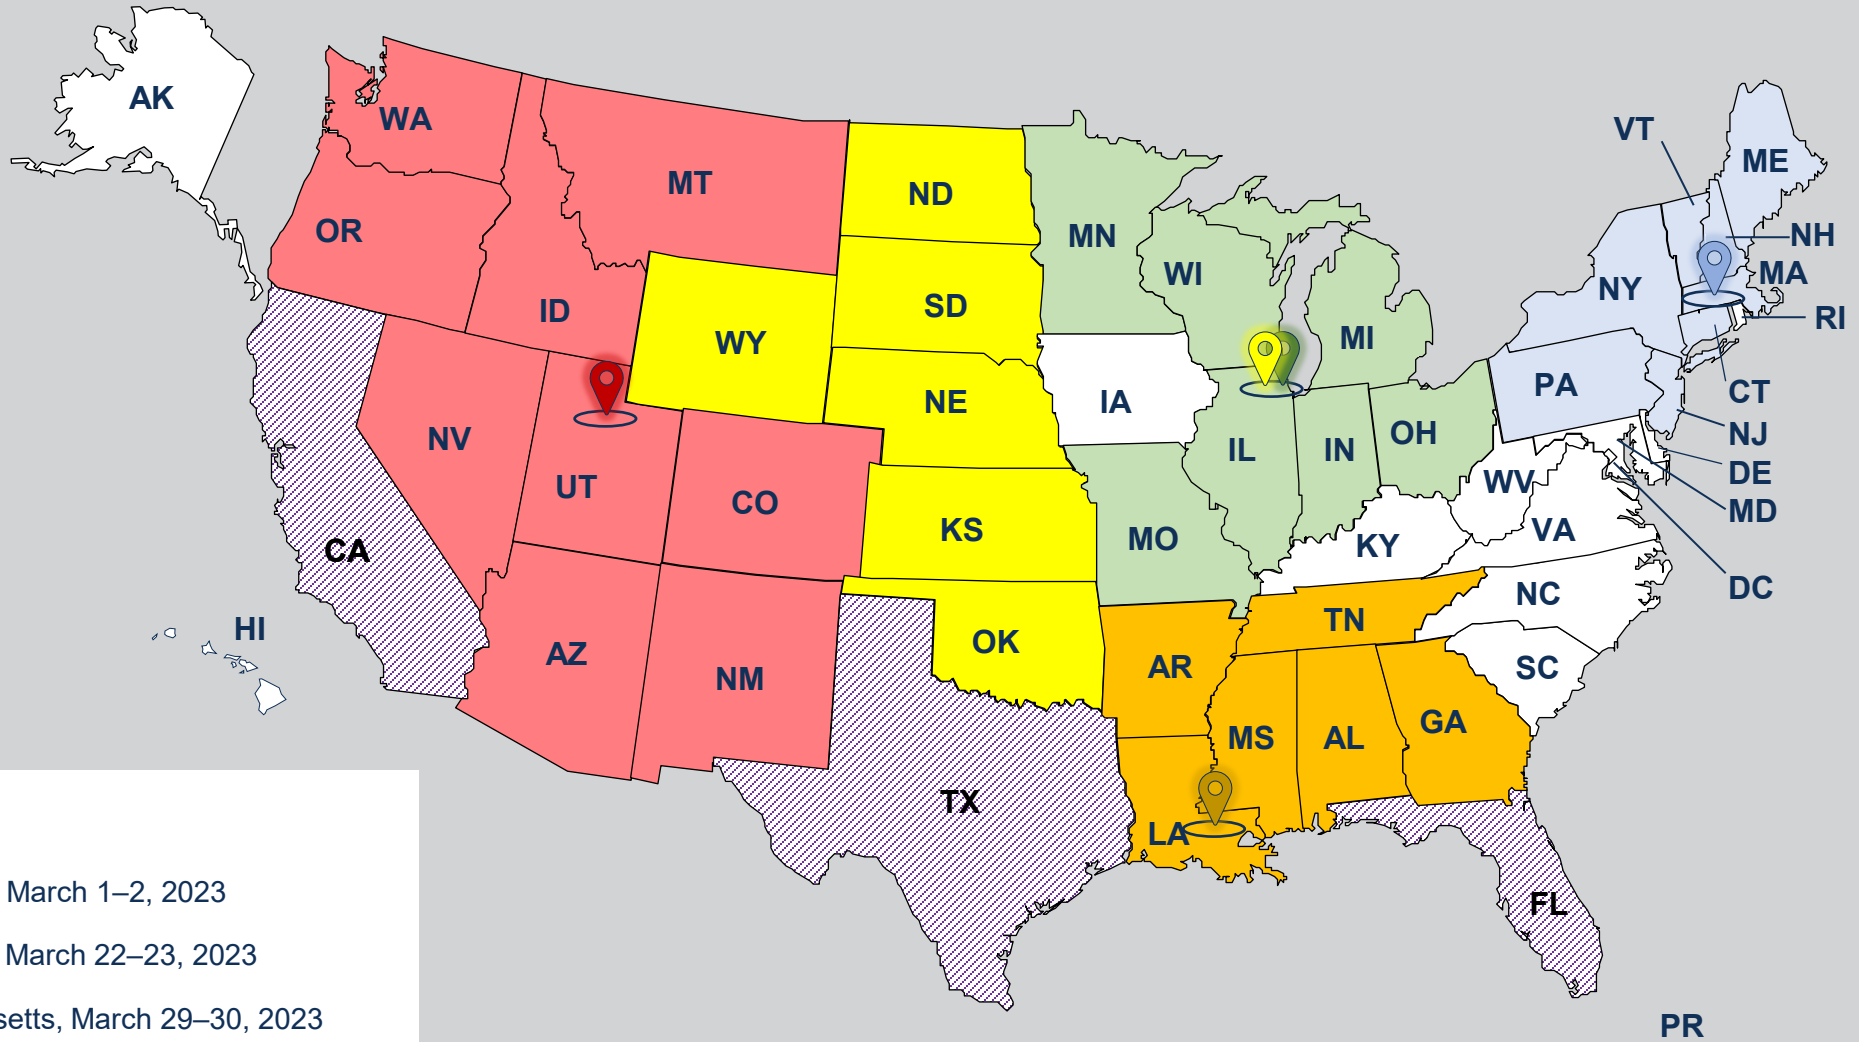 AK
WA
VT
ME
MT
ND
OR
MN
NH
WI
MA
NY
ID
SD
RI
WY
MI
PA
NE
IA
CT
NV
OH
NJ
IL
IN
DE
UT
WV
CO
MD
KS
VA
MO
KY
CA
DC
NC
TN
HI
OK
AZ
AR
SC
NM
GA
MS
AL
TX
LA
FL
March 1–2, 2023
March 22–23, 2023
setts, March 29–30, 2023
PR